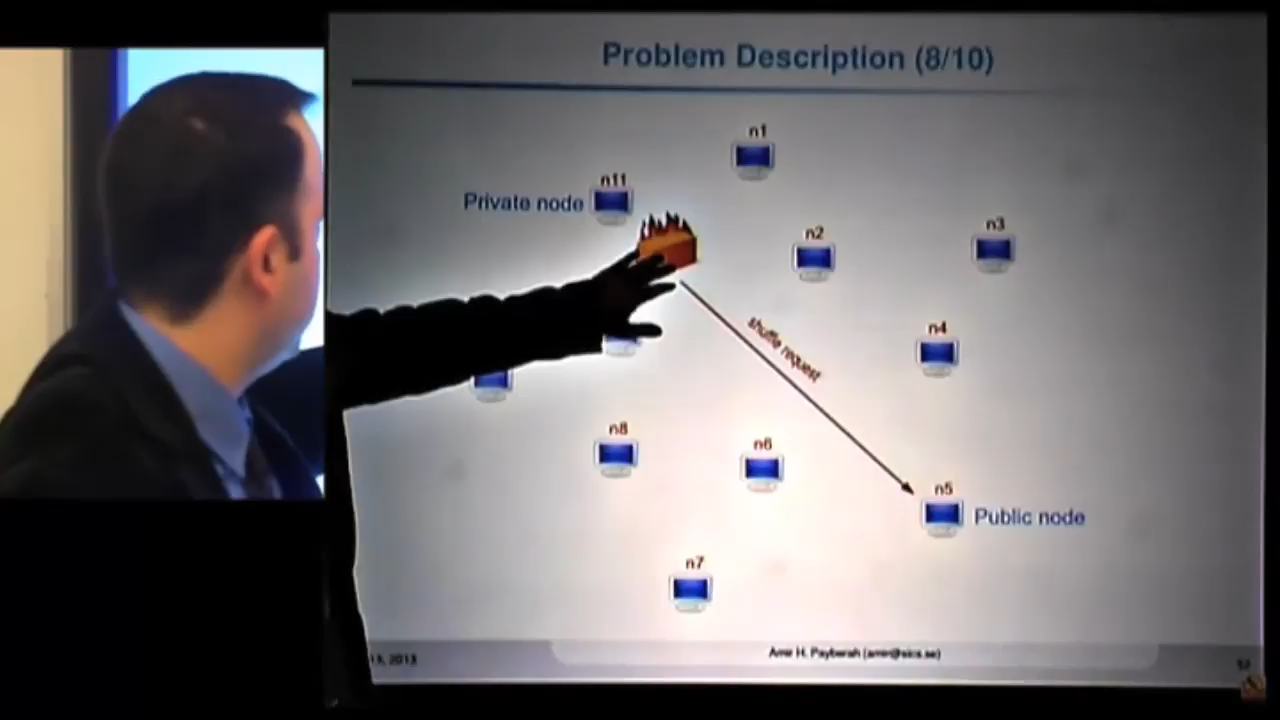 Problem Description (8/10)
n1
n11
Private node
n2
n3
n4
shuffle request
n8
n6
n5
Public node
n7
2013
Amir H. Payberah (amir@sics.se)